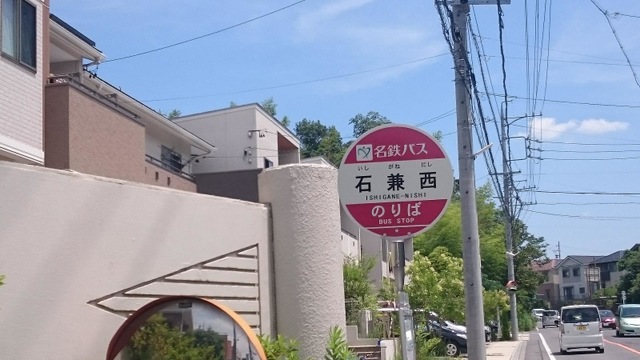 名鉄バス
いし がね にし
石兼西
ISHIGANE-NISHI
のりば
BUS STOP